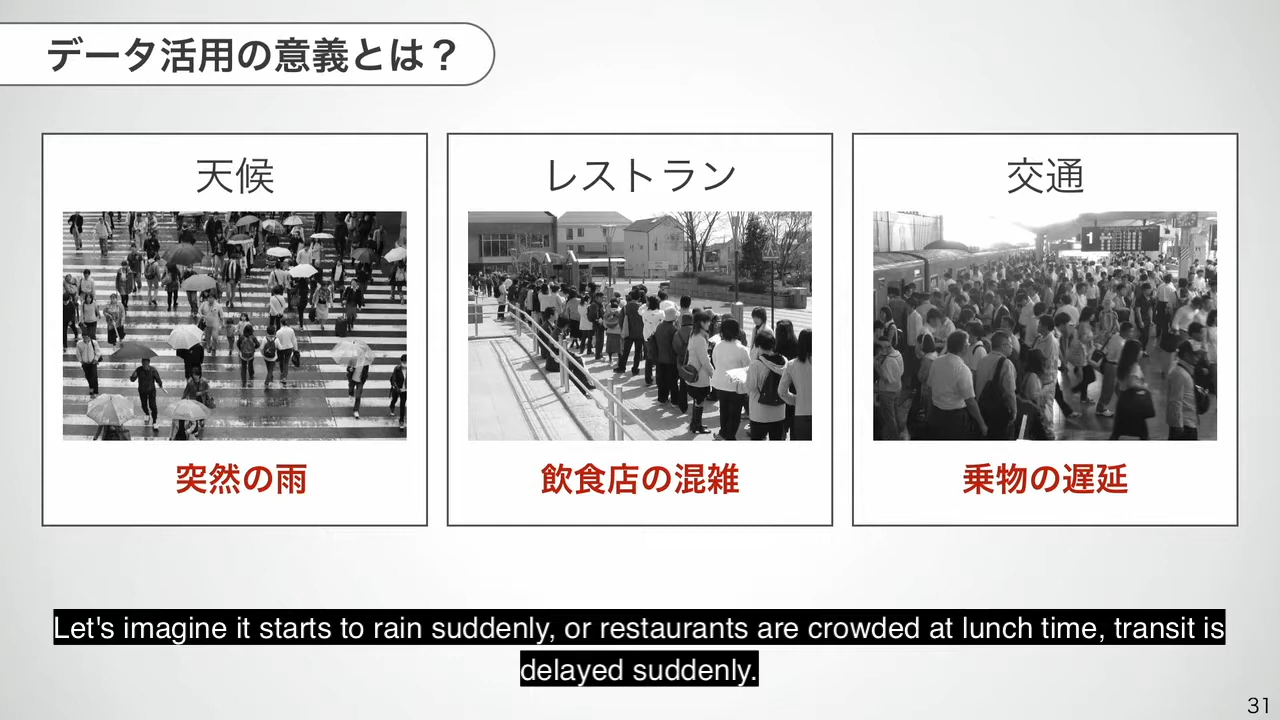 データ活用の意義とは？
天候
レストラン
交通
1
突然の雨
飲食店の混雑
乗物の遅延
Let's imagine it starts to rain suddenly, or restaurants are crowded at lunch time, transit is
delayed suddenly.
31